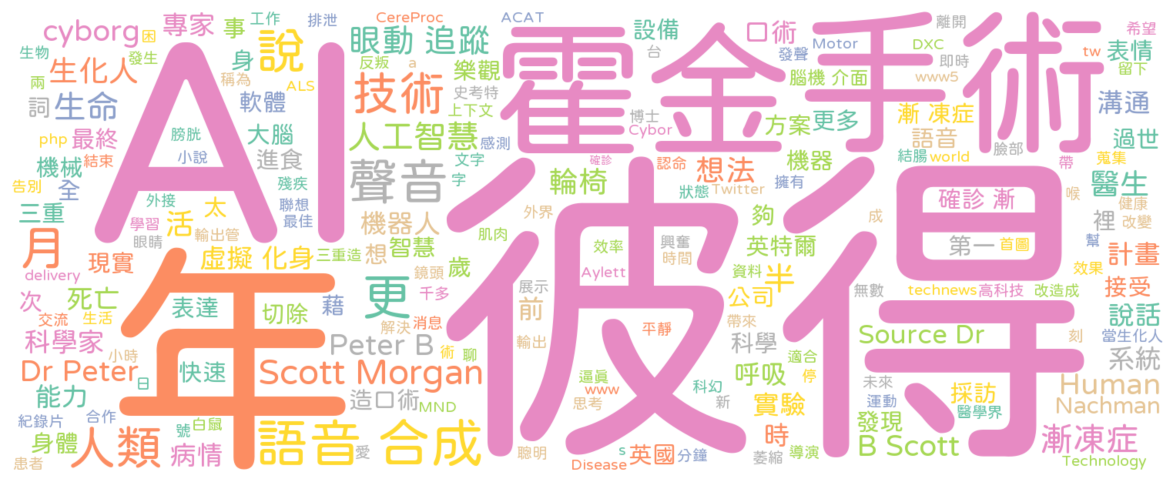 cyborg 專家 事 工作 排泄 CereProc ACAT 設備 口術 離開 希望
生物 困 說 眼動 追蹤 霍金 手術 台 發聲 Motor DXC tw 表情
生化人 發生 身 反叛 a 樂觀 腦機 介面 即時 留下
兩 稱為 ALS 技術 史考特 www5
詞 生命 軟體 上下文 博士 Cybor 方案 更多 漸 凍症 溝通
php 最終 膀胱 大腦 人工智慧 感測 語音 過世
機械 結束 小說 進食 文字 認命 想法 機器 結腸 world 臉部 蒐集
告別 全 殘疾 聲音 字 輪椅 確診 狀態 Twitter 擁有 帶 醫生
三重 外接 聯想 AI 機器人 彼得 確診 漸 喉 健康
學習 活 太 最佳 外界 夠 成 改變
月 眼睛 輸出管 想 智慧 肌肉 效率 興奮 英特爾 第一 首圖 裡 幫 計畫
現實 虛擬 化身 三重造 鏡頭 歲 時間 資料 半 效果
delivery 次 死亡 年 更 千多 Aylett 展示 公司 無數 technews 高科技 改造成 接受
交流 生活 表達 切除 藉 解決 消息 前 平靜 帶來 Source Dr 刻 當生化人 說話
科學家 小時 Peter B 術 聊 輸出 科學 適合 系統
Dr Peter 日 快速 Scott Morgan 逼真 www 科幻 呼吸 停 未來 採訪 Human
能力 造口術 MND 思考 新 實驗 運動 醫學界 Nachman
紀錄片 合作 號 白鼠 發現
身體 人類 病情 語音 合成 愛 聰明 s 時 B Scott 漸凍症
患者 Disease 英國 分鐘 萎縮 導演 Technology